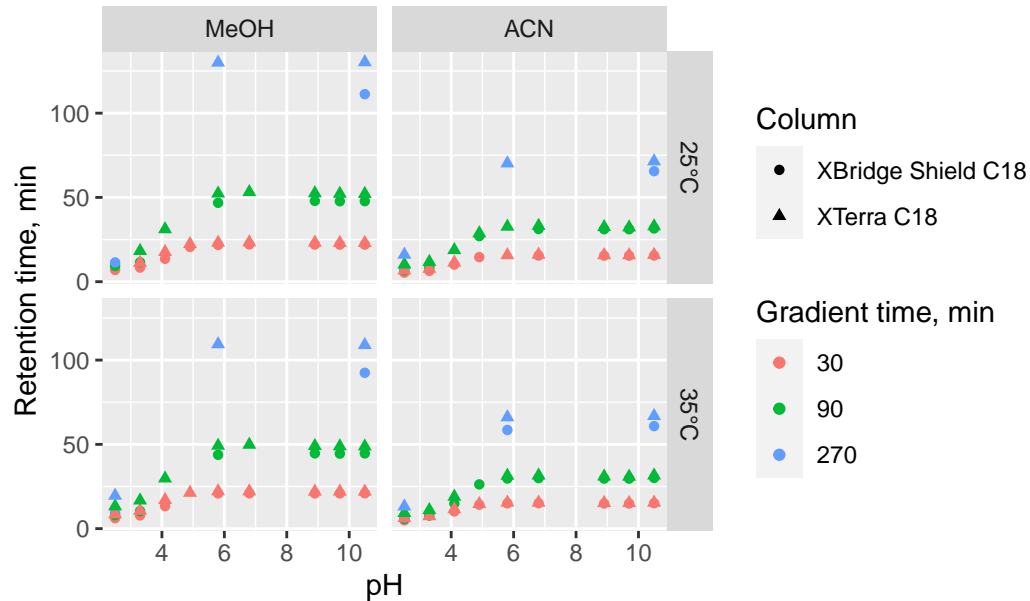 MeOH
ACN
Retention time, min
100
50
0
25°C
100
50
0
35°C
4
6
8
10
4
6
8
10
pH
Column
XBridge Shield C18
XTerra C18
Gradient time, min
30
90
270